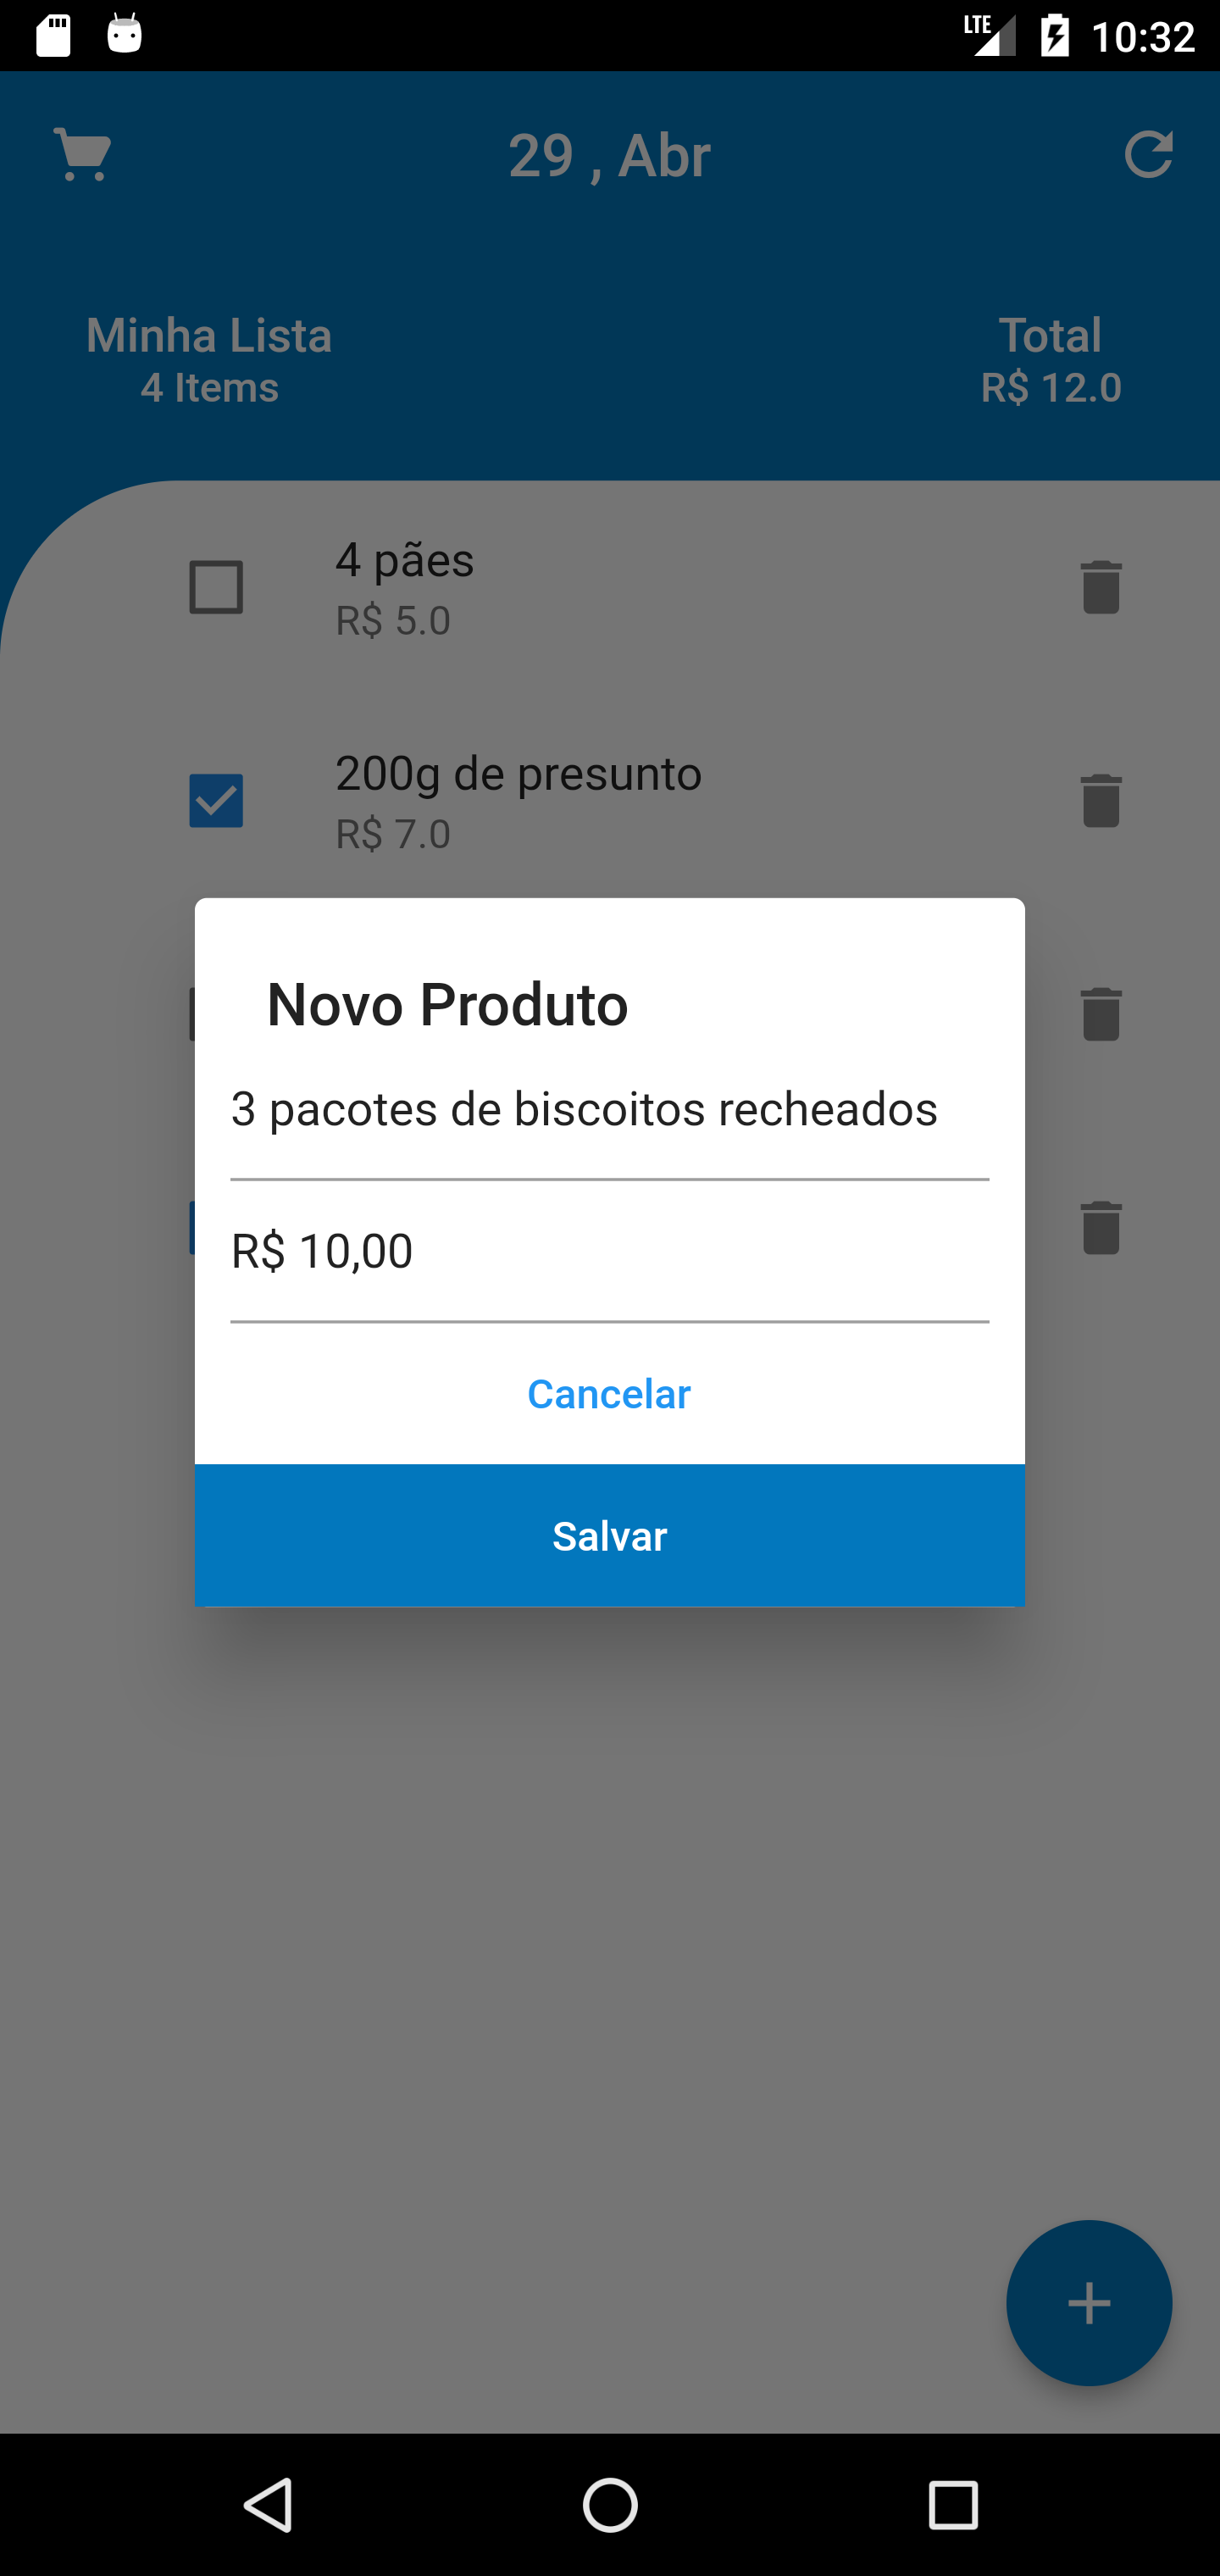 LTE 10:32
29 , Abr
Minha Lista
4 Items
Total
R$ 12.0
4 pães
R$ 5.0
200g de presunto
R$ 7.0
Novo Produto
3 pacotes de biscoitos recheados
R$ 10,00
Cancelar
Salvar